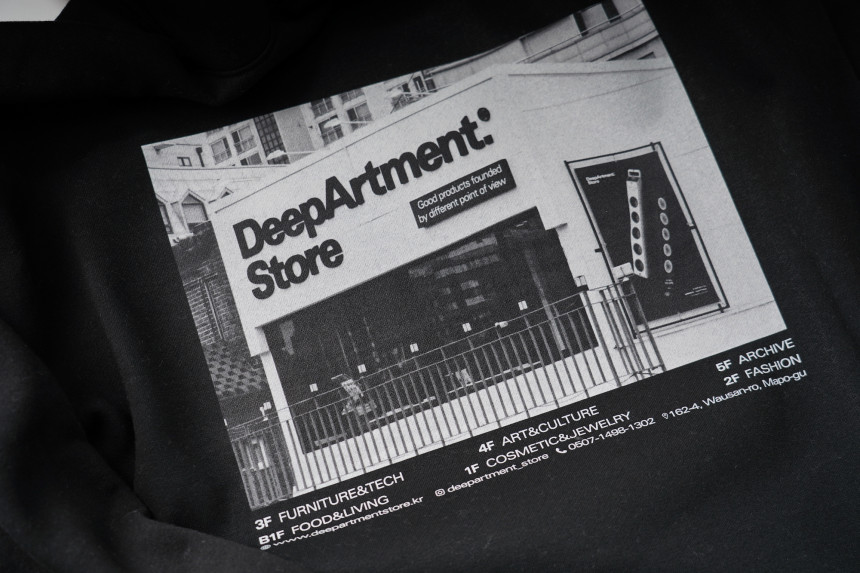 DeepArtment:
Store
Good products founded
by different point of view
DeepArtment:
Store
3F FURNITURE&TECH
4F ART&CULTURE
5F ARCHIVE
B1F FOOD&LIVING
1F COSMETIC&JEWELRY
2F FASHION
www.deepartmentstore.kr
deepartment_store
0507-1498-1302
162-4, Wausan-ro, Mapo-gu